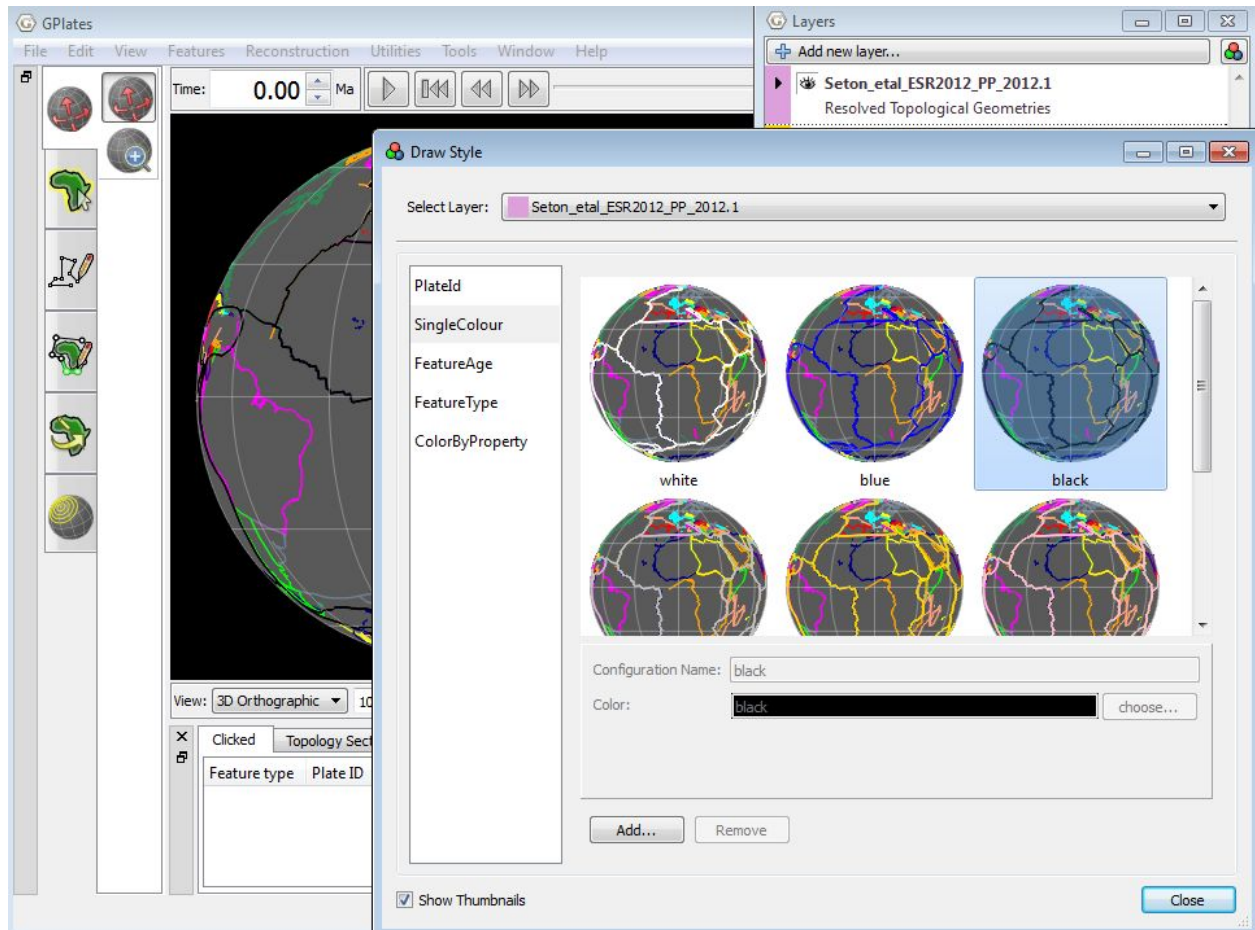 GPlates
File Edit View Features Reconstruction Utilities Tools Window Help
Time: 0.00 Ma
Layers
Add new layer...
Seton_etal_ESR2012_PP_2012.1
Resolved Topological Geometries
Draw Style
Select Layer: Seton_etal_ESR2012_PP_2012.1
PlateId
SingleColour
FeatureAge
FeatureType
ColorByProperty
white blue black
Configuration Name: black
Color: black choose...
Add... Remove
Show Thumbnails
Close
View: 3D Orthographic 10
Clicked Topology Sect
Feature type Plate ID